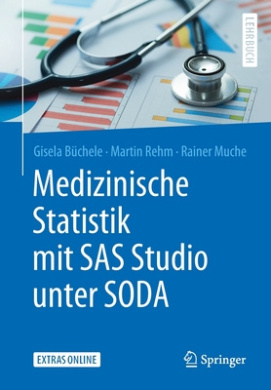 LEHRBUCH
Gisela Büchele • Martin Rehm • Rainer Muche
Medizinische
Statistik
mit SAS Studio
unter SODA
EXTRAS ONLINE
Springer